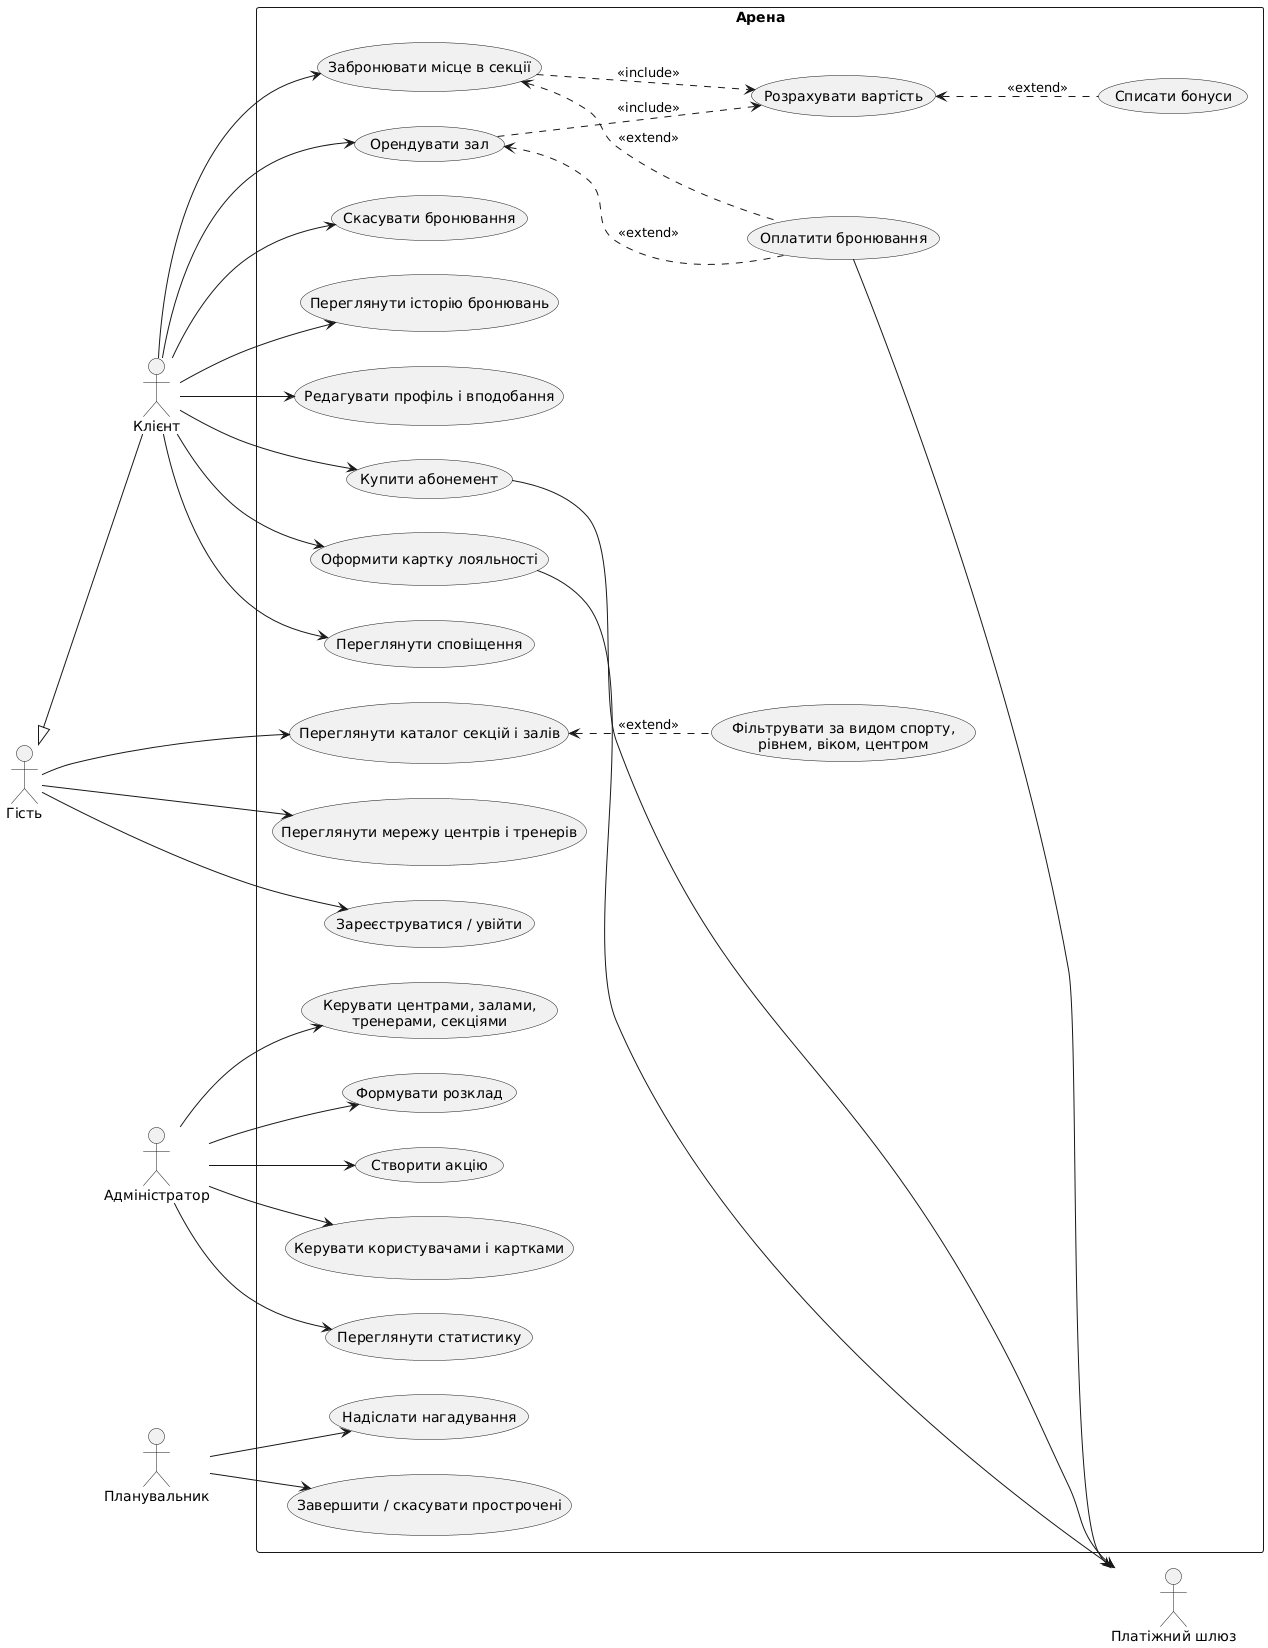 Арена
Забронювати місце в секції
«include»
Розрахувати вартість
«extend»
Списати бонуси
«include»
Орендувати зал
«extend»
Скасувати бронювання
«extend»
Оплатити бронювання
Переглянути історію бронювань
Редагувати профіль і вподобання
Клієнт
Купити абонемент
Оформити картку лояльності
Переглянути сповіщення
Переглянути каталог секцій і залів
«extend»
Фільтрувати за видом спорту,
рівнем, віком, центром
Гість
Переглянути мережу центрів і тренерів
Зареєструватися / увійти
Керувати центрами, залами,
тренерами, секціями
Формувати розклад
Створити акцію
Адміністратор
Керувати користувачами і картками
Переглянути статистику
Надіслати нагадування
Планувальник
Завершити / скасувати прострочені
Платіжний шлюз